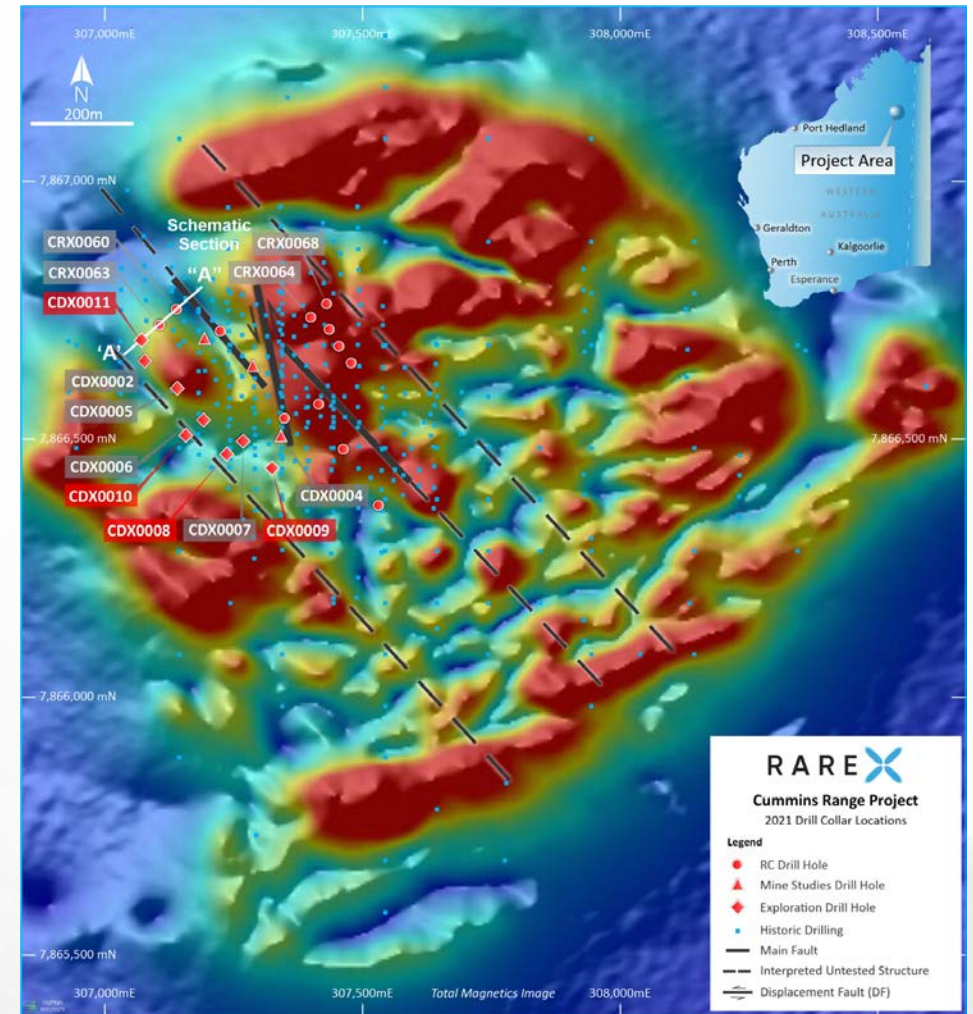 307,000mE
307,500mE
308,000mE
308,500mE
N
200m
Port Hedland
Project Area
WESTERN
AUSTRALIA
Geraldton
Kalgoorlie
Perth
Esperance
7,867,000 mN
Schematic
Section
CRX0060
CRX0068
CRX0063
"A"
CRX0064
CDX0011
'A'
CDX0002
CDX0005
7,866,500 mN
7,866,500 mN
CDX0006
CDX0010
CDX0004
CDX0008
CDX0007
CDX0009
7,866,000 mN
RAREX
Cummins Range Project
2021 Drill Collar Locations
Legend
RC Drill Hole
Mine Studies Drill Hole
Exploration Drill Hole
Historic Drilling
Main Fault
Interpreted Untested Structure
Displacement Fault (DF)
7,865,500 mN
307,000mE
307,500mE
Total Magnetics Image
308,000mE